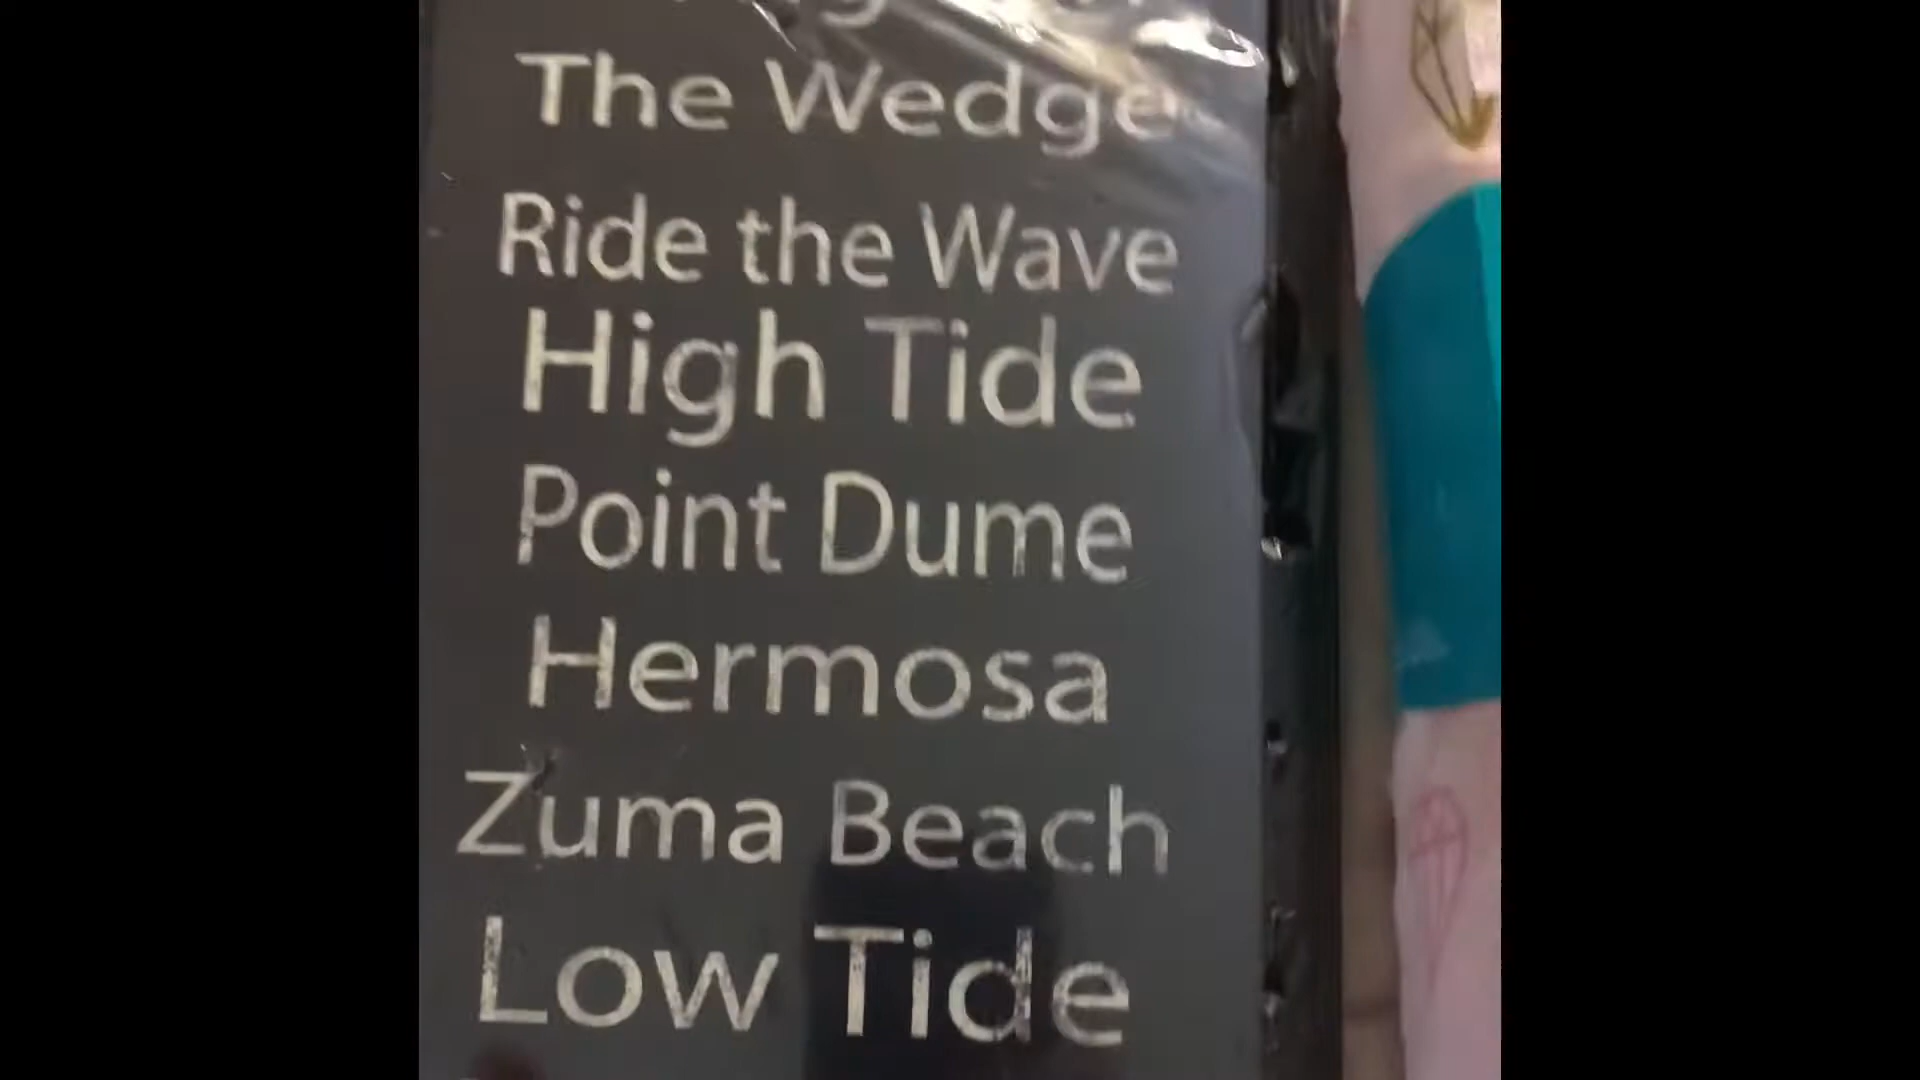 The Wedge
Ride the Wave
High Tide
Point Dume
Hermosa
Zuma Beach
Low Tide